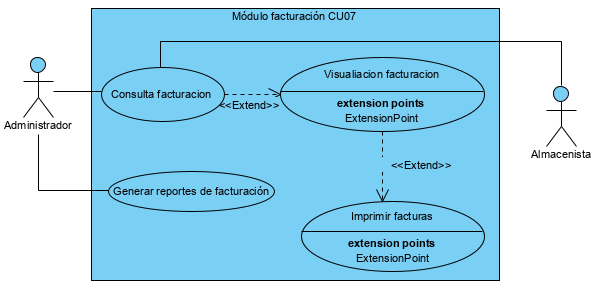 Módulo facturación CU07
Visualiacion facturacion
Consulta facturacion
<<Extend>>
extension points
ExtensionPoint
Administrador
Almacenista
<<Extend>>
Generar reportes de facturación
Imprimir facturas
extension points
ExtensionPoint